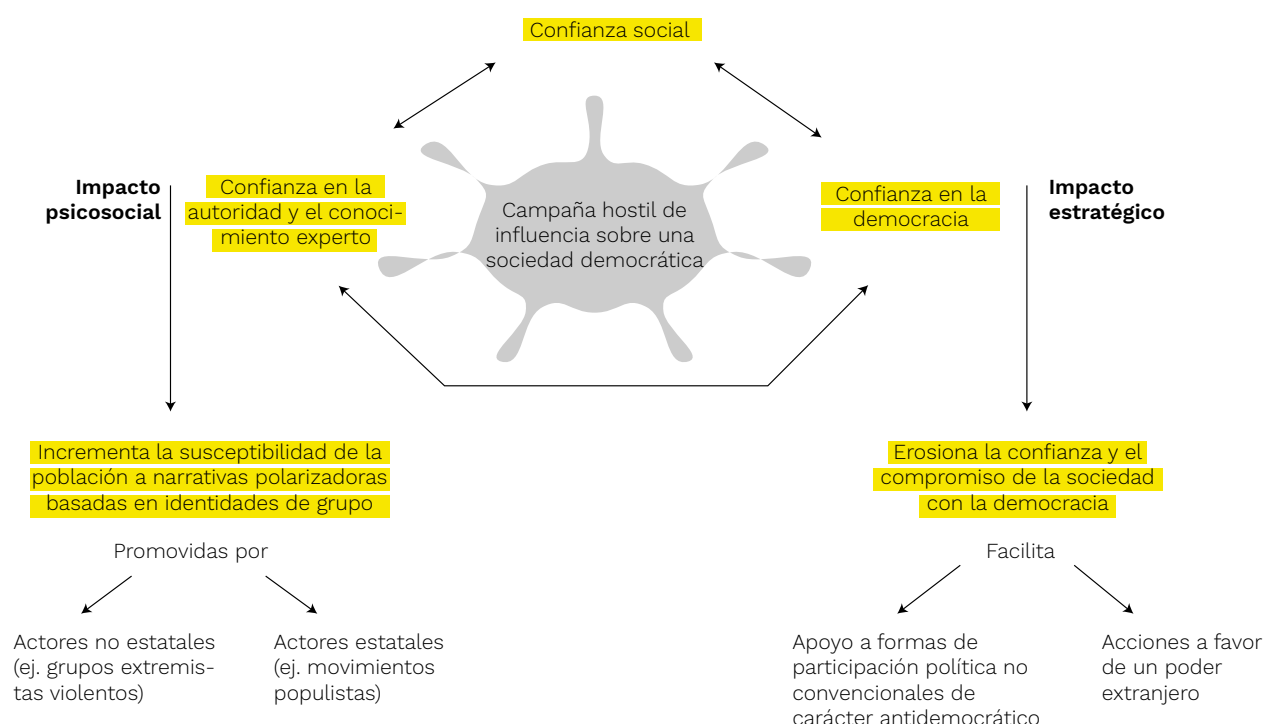 Confianza social
Impacto
psicosocial
Confianza en la
autoridad y el conoci-
miento experto
Campaña hostil de
influencia sobre una
sociedad democrática
Confianza en la
democracia
Impacto
estratégico
Incrementa la susceptibilidad de la
población a narrativas polarizadoras
basadas en identidades de grupo
Promovidas por
Actores no estatales
(ej. grupos extremis-
tas violentos)
Actores estatales
(ej. movimientos
populistas)
Erosiona la confianza y el
compromiso de la sociedad
con la democracia
Facilita
Apoyo a formas de
participación política no
convencionales de
carácter antidemocrático
Acciones a favor
de un poder
extranjero